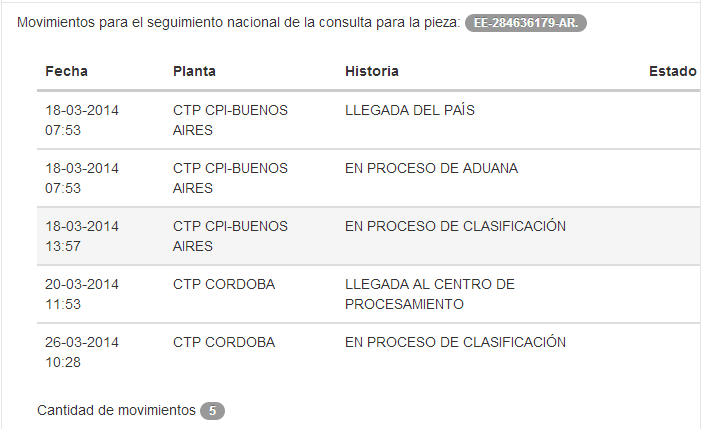 Movimientos para el seguimiento nacional de la consulta para la pieza: EE-284636179-AR.
Fecha Planta Historia Estado
18-03-2014 CTP CPI-BUENOS LLEGADA DEL PAÍS
07:53 AIRES
18-03-2014 CTP CPI-BUENOS EN PROCESO DE ADUANA
07:53 AIRES
18-03-2014 CTP CPI-BUENOS EN PROCESO DE CLASIFICACIÓN
13:57 AIRES
20-03-2014 CTP CORDOBA LLEGADA AL CENTRO DE
11:53 PROCESAMIENTO
26-03-2014 CTP CORDOBA EN PROCESO DE CLASIFICACIÓN
10:28
Cantidad de movimientos 5